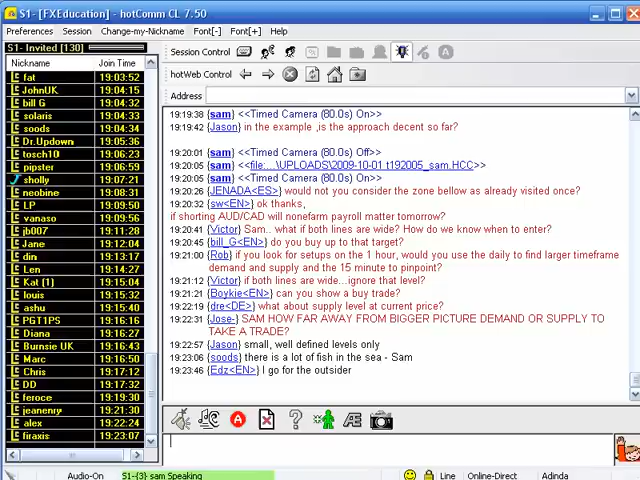 S1- [FXEducation] - hotComm CL 7.50
Preferences Session Change-my-Nickname Font[-] Font[+] Help
S1- Invited [130]
Nickname Join Time
fat 19:03:52
JohnUK 19:04:15
bill G 19:04:32
solaris 19:04:33
soods 19:04:34
Dr.Updown 19:05:36
tosch10 19:06:23
pipster 19:06:59
sholly 19:07:21
neobine 19:08:31
LP 19:09:50
vanaso 19:09:56
jb007 19:11:28
Jane 19:12:04
din 19:13:17
Len 19:14:27
Kat (1) 19:15:04
louis 19:15:32
ashu 19:15:40
PGT1PS 19:16:20
Diana 19:16:27
Burnsie UK 19:16:43
Marc 19:16:50
Chris 19:17:12
DD 19:17:32
feroce 19:19:30
jeanenry 19:21:30
alex 19:22:24
firaxis 19:23:07
Session Control
hotWeb Control
Address
19:19:38 {sam} <<Timed Camera (80.0s) On>>
19:19:42 {Jason} in the example ,is the approach decent so far?
19:20:01 {sam} <<Timed Camera (80.0s) Off>>
19:20:05 {sam} <<file:...\UPLOADS\2009-10-01 t192005_sam.HCC>>
19:20:05 {sam} <<Timed Camera (80.0s) On>>
19:20:26 {JENADA<ES>} would not you consider the zone bellow as already visited once?
19:20:32 {sw<EN>} ok thanks,
if shorting AUD/CAD will nonefarm payroll matter tomorrow?
19:20:41 {Victor} Sam.. what if both lines are wide? How do we know when to enter?
19:20:45 {bill_G<EN>} do you buy up to that target?
19:21:00 {Rob} if you look for setups on the 1 hour, would you use the daily to find larger timeframe
demand and supply and the 15 minute to pinpoint?
19:21:12 {Victor} if both lines are wide...ignore that level?
19:21:21 {Boykie<EN>} can you show a buy trade?
19:22:19 {dre<DE>} what about supply level at current price?
19:22:31 {Jose-} SAM HOW FAR AWAY FROM BIGGER PICTURE DEMAND OR SUPPLY TO
TAKE A TRADE?
19:22:57 {Jason} small, well defined levels only
19:23:06 {soods} there is a lot of fish in the sea - Sam
19:23:46 {Edz<EN>} I go for the outsider
Audio-On S1-{3} sam Speaking Line Online-Direct Adinda